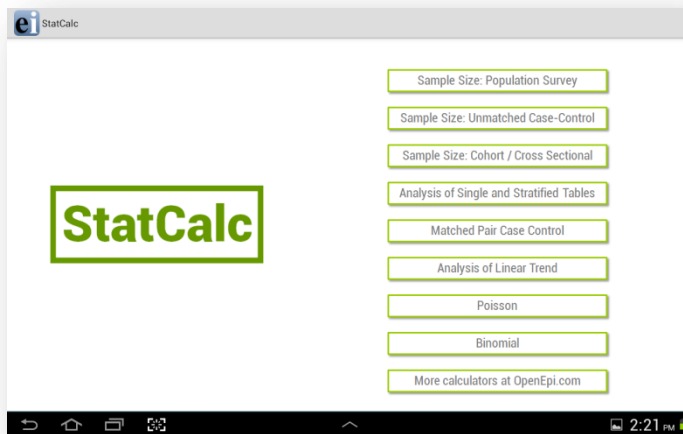 ei StatCalc
Sample Size: Population Survey
Sample Size: Unmatched Case-Control
Sample Size: Cohort / Cross Sectional
StatCalc
Analysis of Single and Stratified Tables
Matched Pair Case Control
Analysis of Linear Trend
Poisson
Binomial
More calculators at OpenEpi.com
2:21 PM